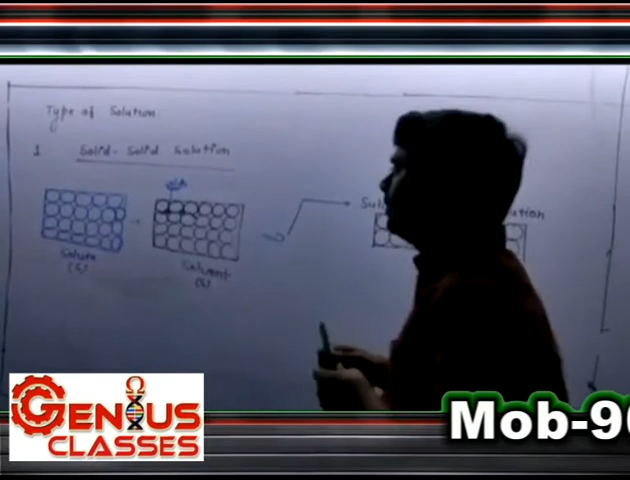 Type of Solution
1 Solid-Solid Solution
Solute
(S)
Solvent
(S)
GENIUS
CLASSES
Mob-9